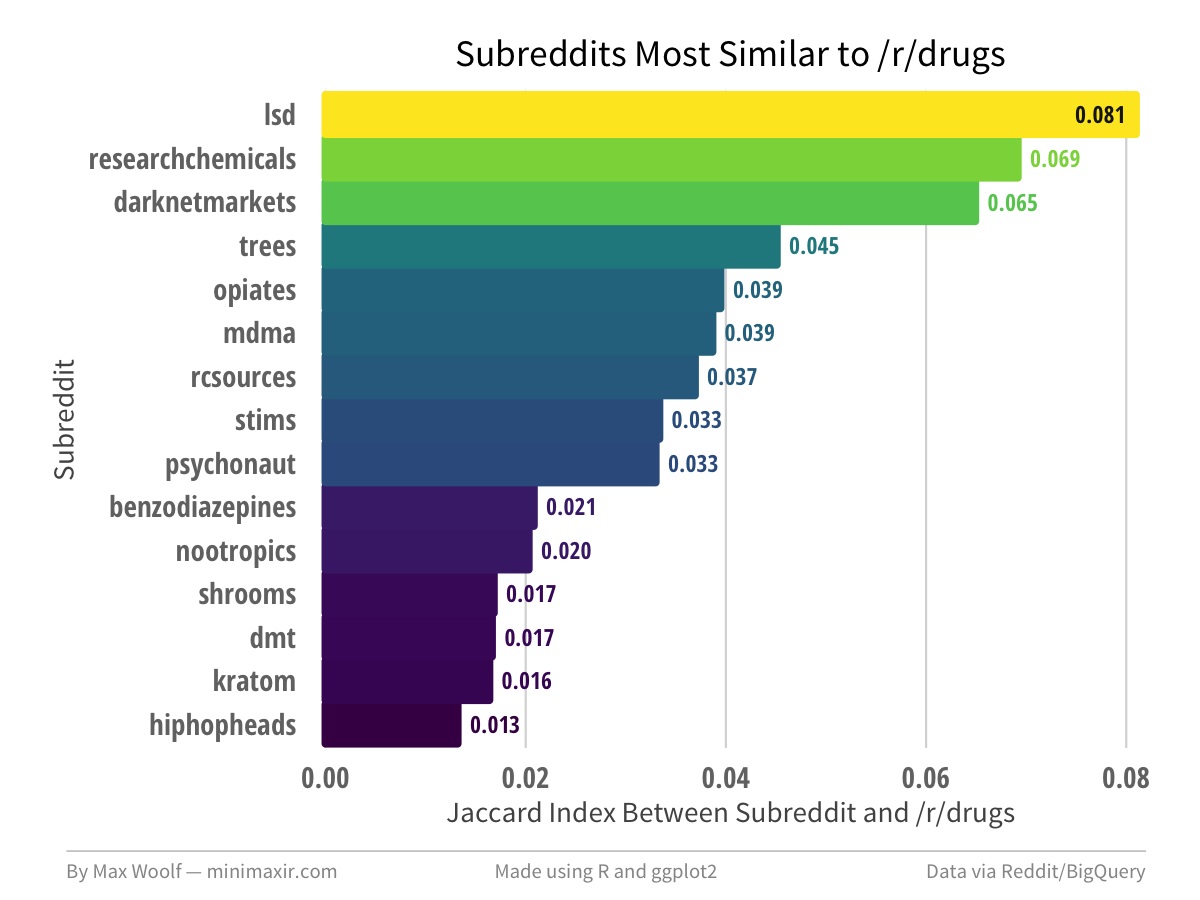 Subreddits Most Similar to /r/drugs
lsd 0.081
researchchemicals 0.069
darknetmarkets 0.065
trees 0.045
opiates 0.039
mdma 0.039
rcsources 0.037
stims 0.033
psychonaut 0.033
benzodiazepines 0.021
nootropics 0.020
shrooms 0.017
dmt 0.017
kratom 0.016
hiphopheads 0.013
Subreddit
0.00 0.02 0.04 0.06 0.08
Jaccard Index Between Subreddit and /r/drugs
By Max Woolf — minimaxir.com Made using R and ggplot2 Data via Reddit/BigQuery